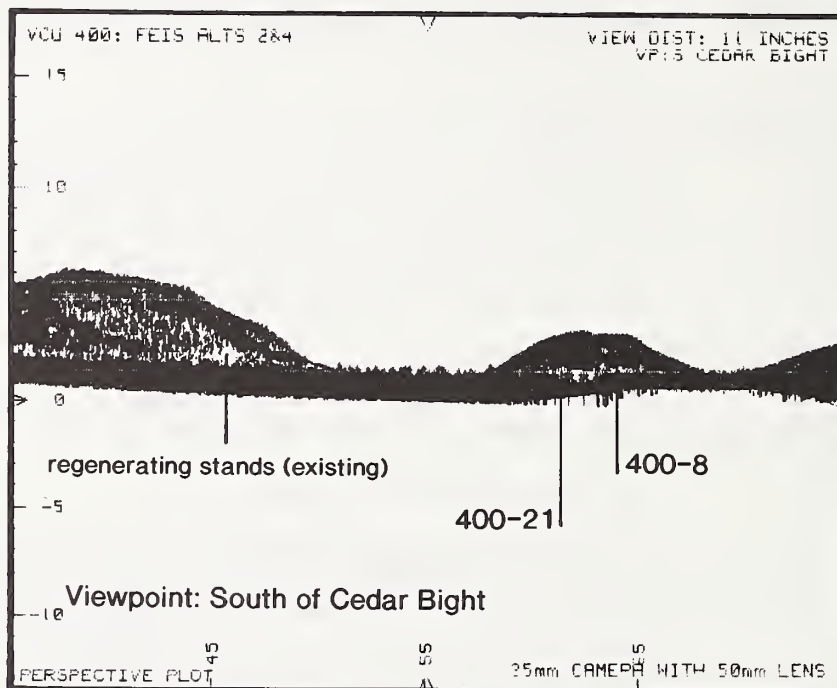 VCU 400: FEIS ALTS 2&4
VIEW DIST: 11 INCHES
VP:5 CEDAR BIGHT
15
10
0
regenerating stands (existing)
400-8
400-21
-5
Viewpoint: South of Cedar Bight
-10
45
55
PERSPECTIVE PLOT
35mm CAMERA WITH 50mm LENS